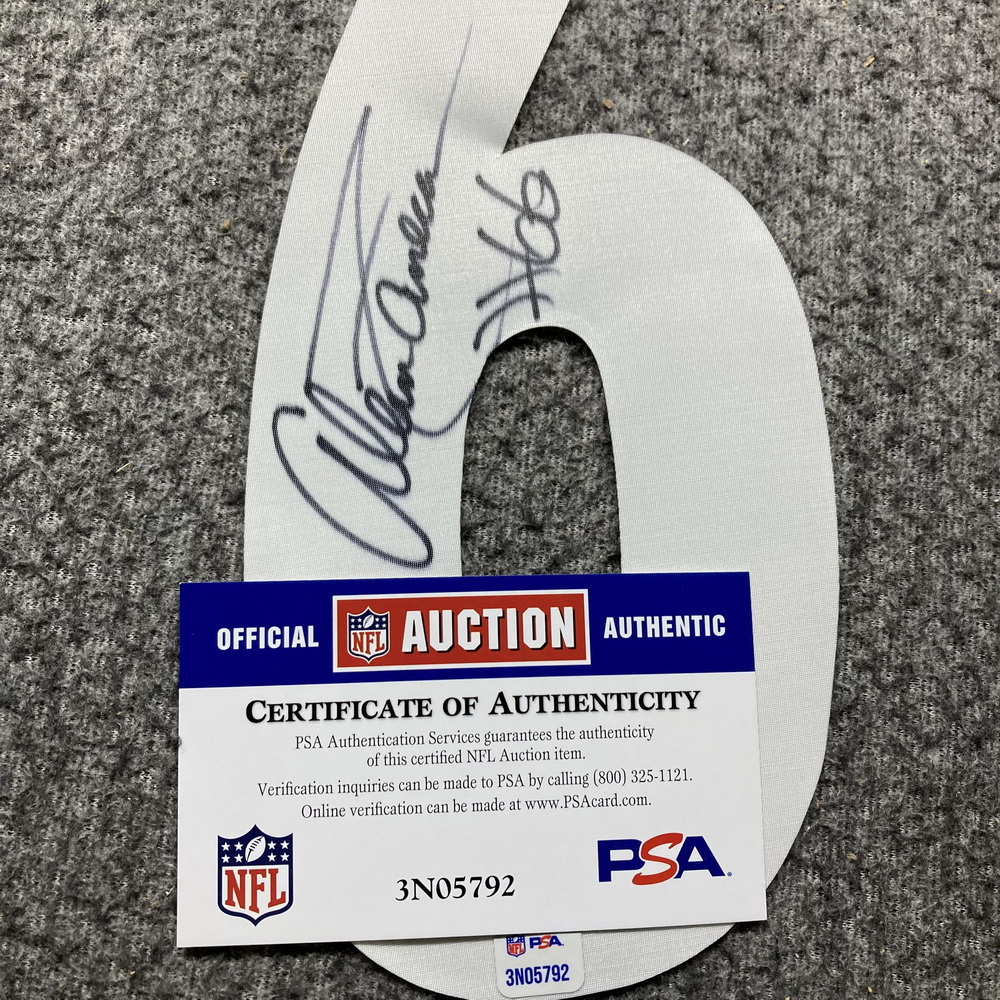 Alan Ameche
#66
OFFICIAL NFL AUCTION AUTHENTIC
CERTIFICATE OF AUTHENTICITY
PSA Authentication Services guarantees the authenticity
of this certified NFL Auction item.
Verification inquiries can be made to PSA by calling (800) 325-1121.
Online verification can be made at www.PSAcard.com.
NFL
3N05792
PSA
NFL PSA
3N05792